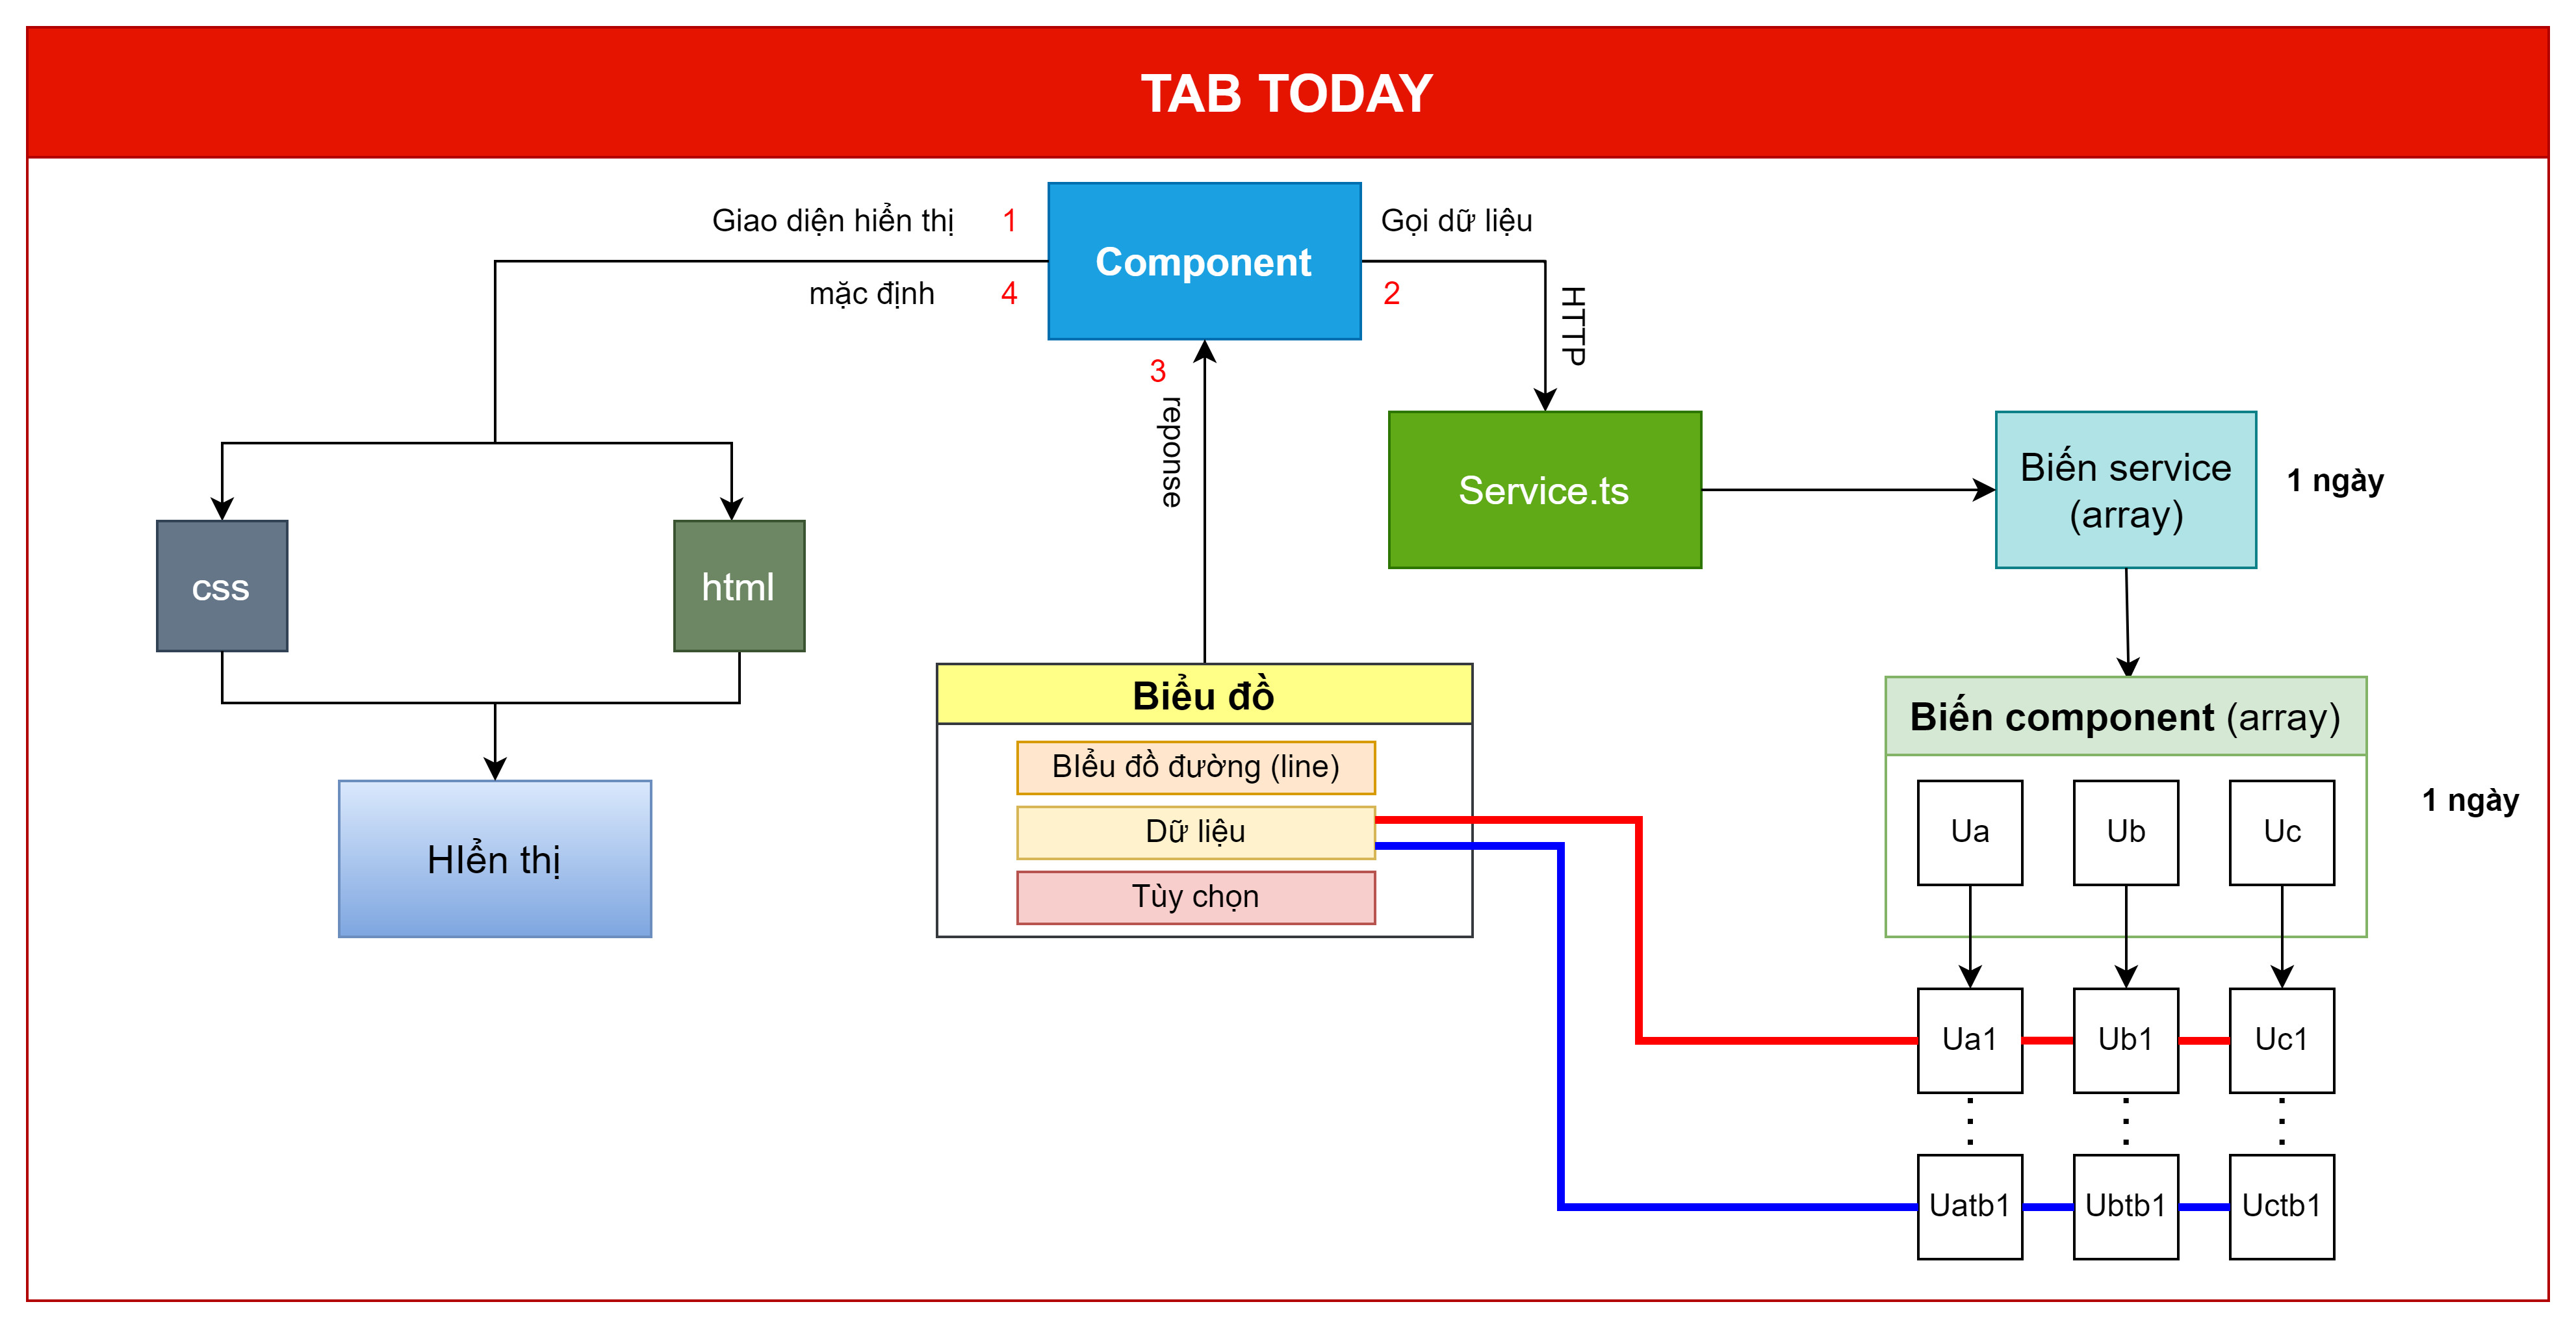 TAB TODAY
Giao diện hiển thị 1
mặc định 4
Component
Gọi dữ liệu
2
HTTP
3
reponse
Service.ts
Biến service
(array)
1 ngày
css
html
HIển thị
Biểu đồ
BIểu đồ đường (line)
Dữ liệu
Tùy chọn
Biến component (array)
Ua Ub Uc
1 ngày
Ua1 Ub1 Uc1
Uatb1 Ubtb1 Uctb1